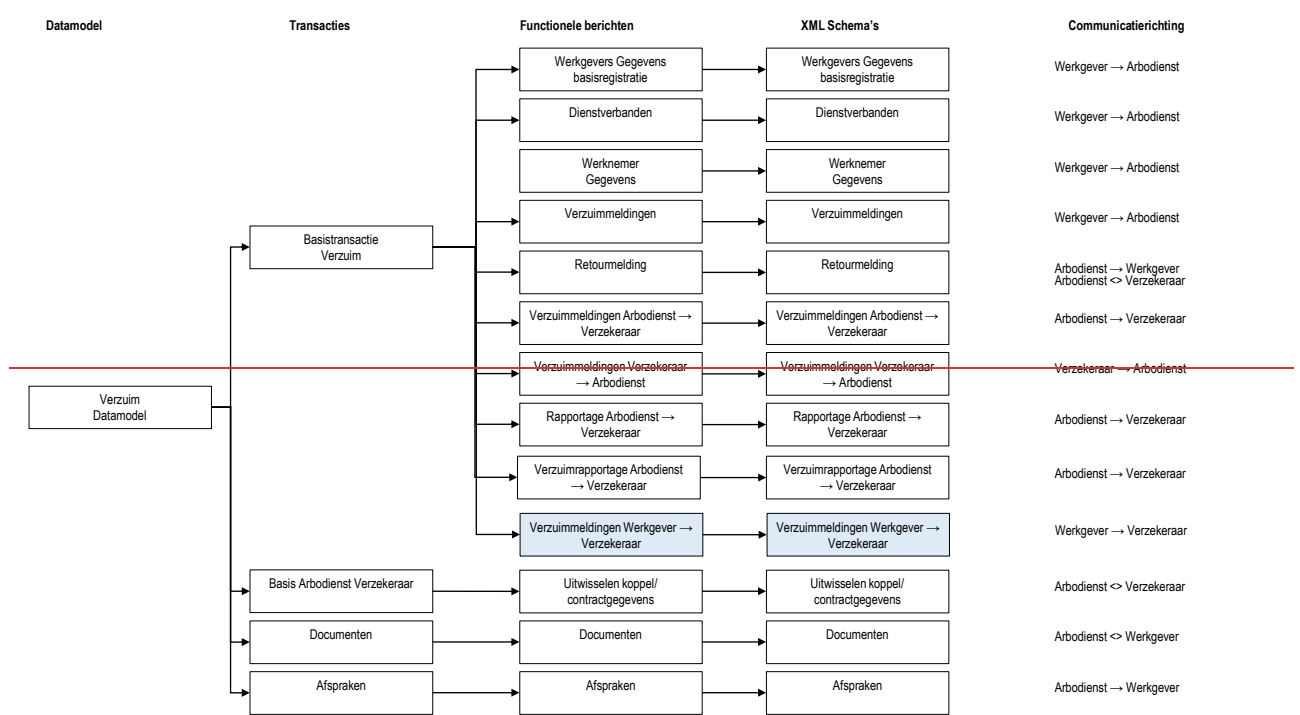 Datamodel
Transacties
Functionele berichten
XML Schema's
Communicatierichting
Werkgevers Gegevens
basisregistratie
Werkgevers Gegevens
basisregistratie
Werkgever → Arbodienst
Dienstverbanden
Dienstverbanden
Werkgever → Arbodienst
Werknemer
Gegevens
Werknemer
Gegevens
Werkgever → Arbodienst
Verzuimmeldingen
Verzuimmeldingen
Werkgever → Arbodienst
Basistransactie
Verzuim
Retourmelding
Retourmelding
Arbodienst → Werkgever
Arbodienst <> Verzekeraar
Verzuimmeldingen Arbodienst →
Verzekeraar
Verzuimmeldingen Arbodienst →
Verzekeraar
Arbodienst → Verzekeraar
Verzuimmeldingen Verzekeraar
→ Arbodienst
Verzuimmeldingen Verzekeraar
→ Arbodienst
Verzekeraar → Arbodienst
Verzuim
Datamodel
Rapportage Arbodienst →
Verzekeraar
Rapportage Arbodienst →
Verzekeraar
Arbodienst → Verzekeraar
Verzuimrapportage Arbodienst
→ Verzekeraar
Verzuimrapportage Arbodienst
→ Verzekeraar
Arbodienst → Verzekeraar
Verzuimmeldingen Werkgever →
Verzekeraar
Verzuimmeldingen Werkgever →
Verzekeraar
Werkgever → Verzekeraar
Basis Arbodienst Verzekeraar
Uitwisselen koppel/
contractgegevens
Uitwisselen koppel/
contractgegevens
Arbodienst <> Verzekeraar
Documenten
Documenten
Documenten
Arbodienst <> Werkgever
Afspraken
Afspraken
Afspraken
Arbodienst → Werkgever